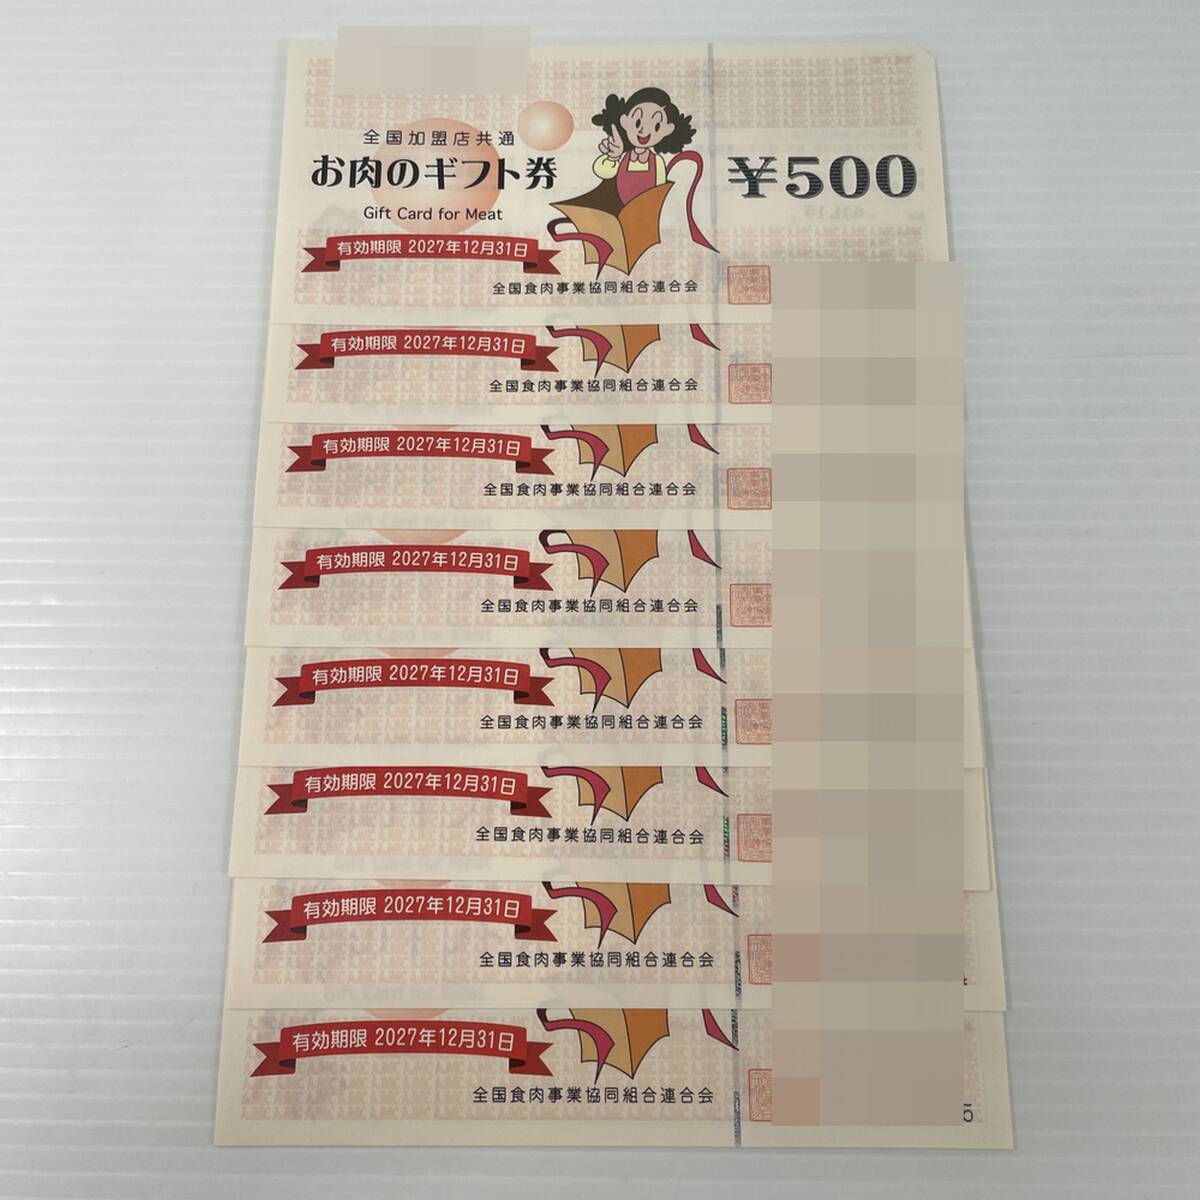 全国加盟店共通
お肉のギフト券
Gift Card for Meat
¥500
有効期限 2027年12月31日
全国食肉事業協同組合連合会
有効期限 2027年12月31日
全国食肉事業協同組合連合会
有効期限 2027年12月31日
全国食肉事業協同組合連合会
有効期限 2027年12月31日
全国食肉事業協同組合連合会
有効期限 2027年12月31日
全国食肉事業協同組合連合会
有効期限 2027年12月31日
全国食肉事業協同組合連合会
有効期限 2027年12月31日
全国食肉事業協同組合連合会
有効期限 2027年12月31日
全国食肉事業協同組合連合会